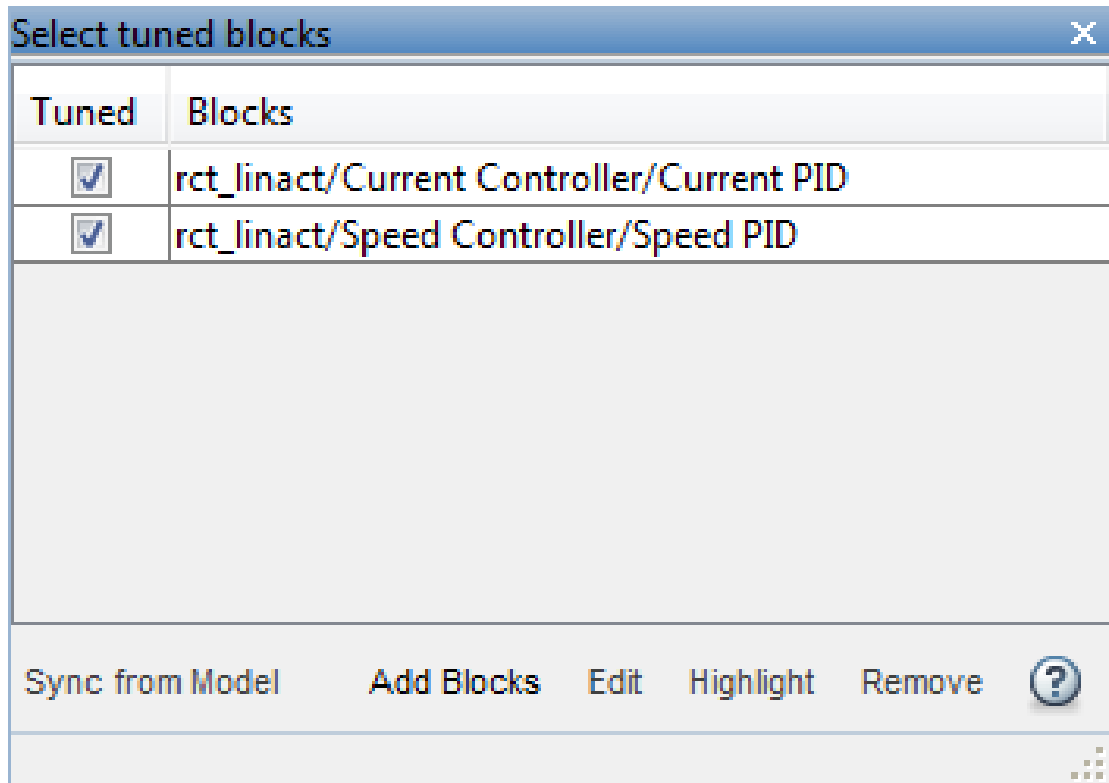 Select tuned blocks
Tuned Blocks
rct_linact/Current Controller/Current PID
rct_linact/Speed Controller/Speed PID
Sync from Model Add Blocks Edit Highlight Remove ?